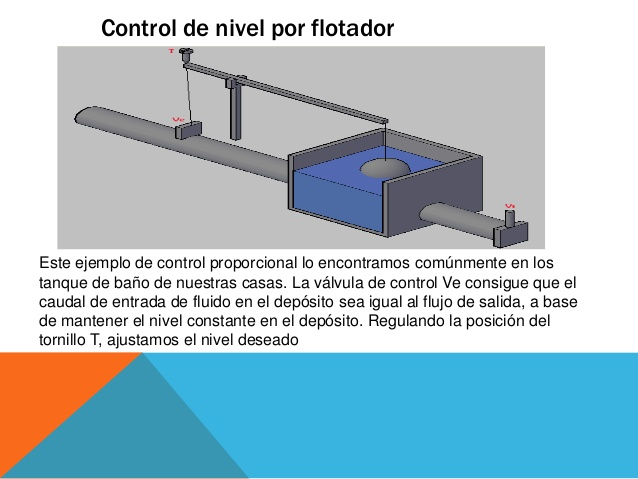 Control de nivel por flotador
T
Ve
Vs
Este ejemplo de control proporcional lo encontramos comúnmente en los
tanque de baño de nuestras casas. La válvula de control Ve consigue que el
caudal de entrada de fluido en el depósito sea igual al flujo de salida, a base
de mantener el nivel constante en el depósito. Regulando la posición del
tornillo T, ajustamos el nivel deseado